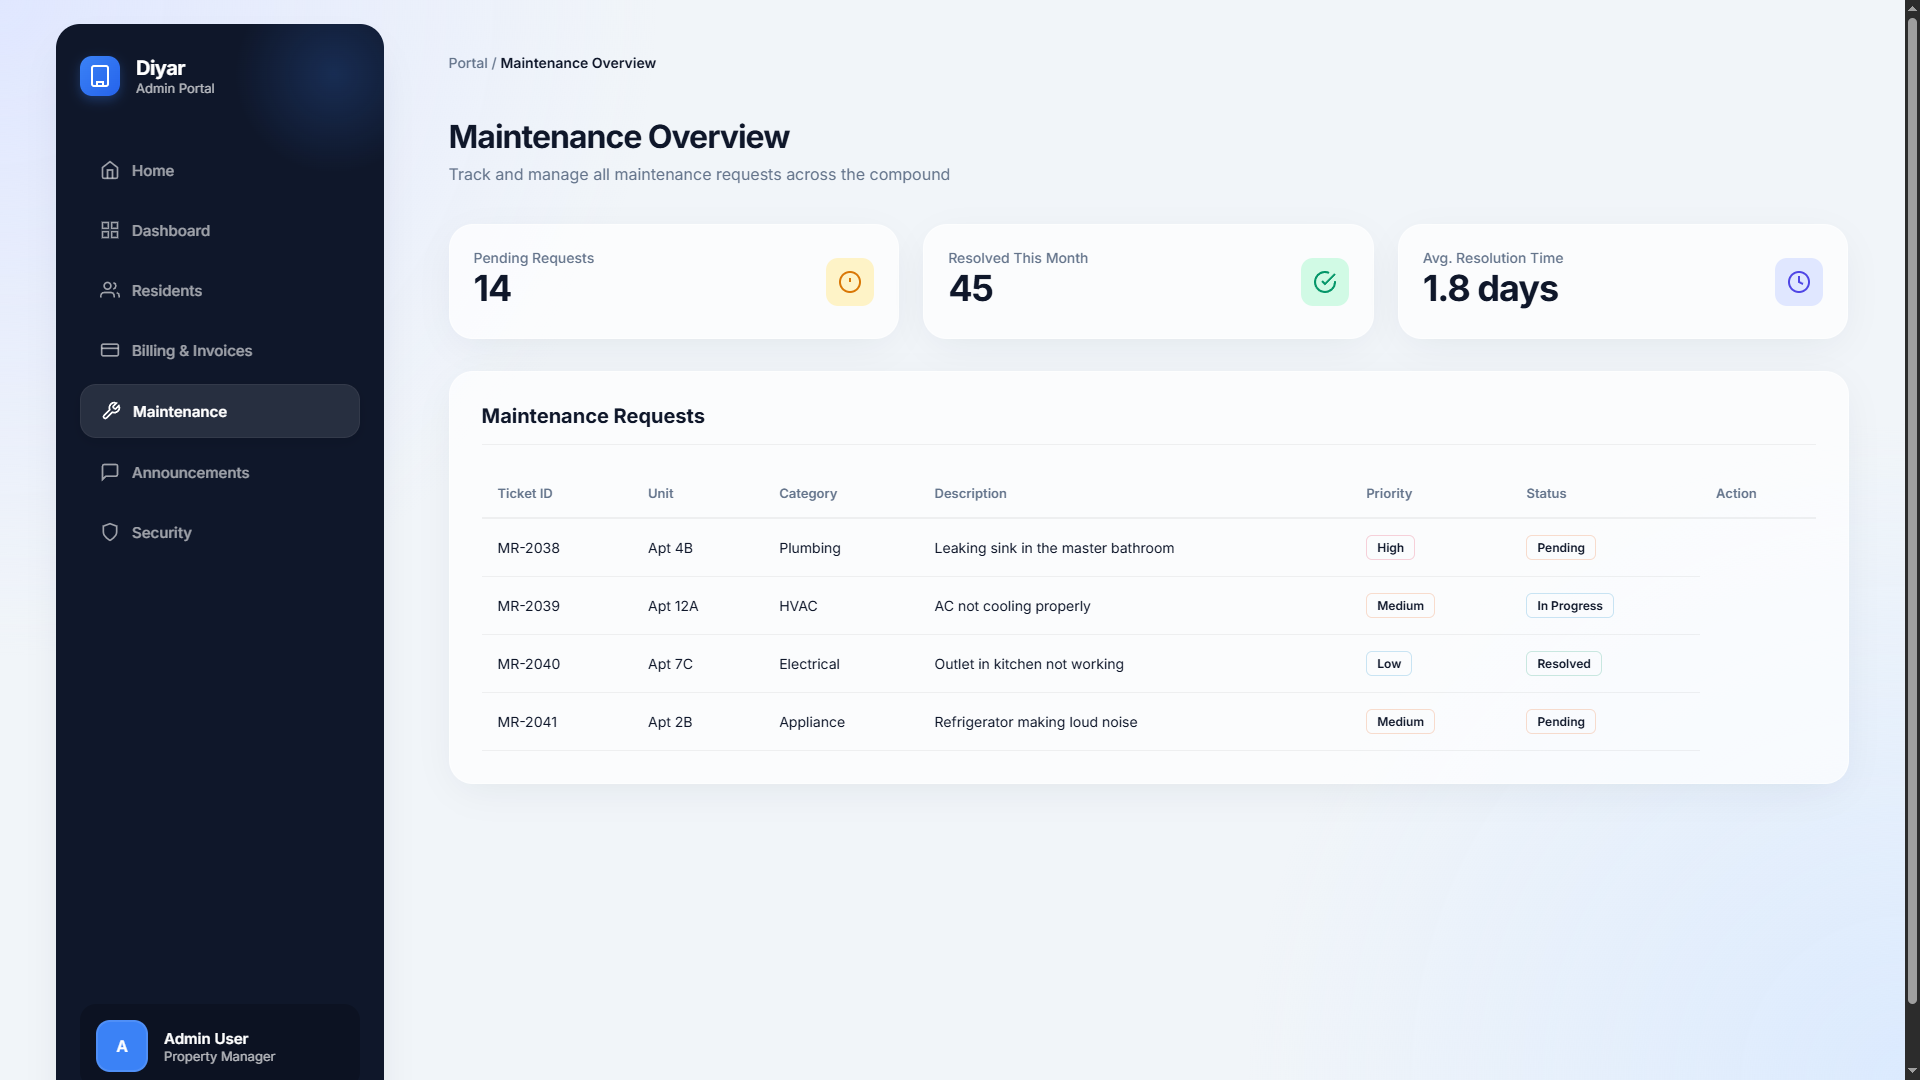 Diyar
Admin Portal
Home
Dashboard
Residents
Billing & Invoices
Maintenance
Announcements
Security
A
Admin User
Property Manager
Portal / Maintenance Overview
Maintenance Overview
Track and manage all maintenance requests across the compound
Pending Requests
14
Resolved This Month
45
Avg. Resolution Time
1.8 days
Maintenance Requests
Ticket ID Unit Category Description Priority Status Action
MR-2038 Apt 4B Plumbing Leaking sink in the master bathroom High Pending
MR-2039 Apt 12A HVAC AC not cooling properly Medium In Progress
MR-2040 Apt 7C Electrical Outlet in kitchen not working Low Resolved
MR-2041 Apt 2B Appliance Refrigerator making loud noise Medium Pending